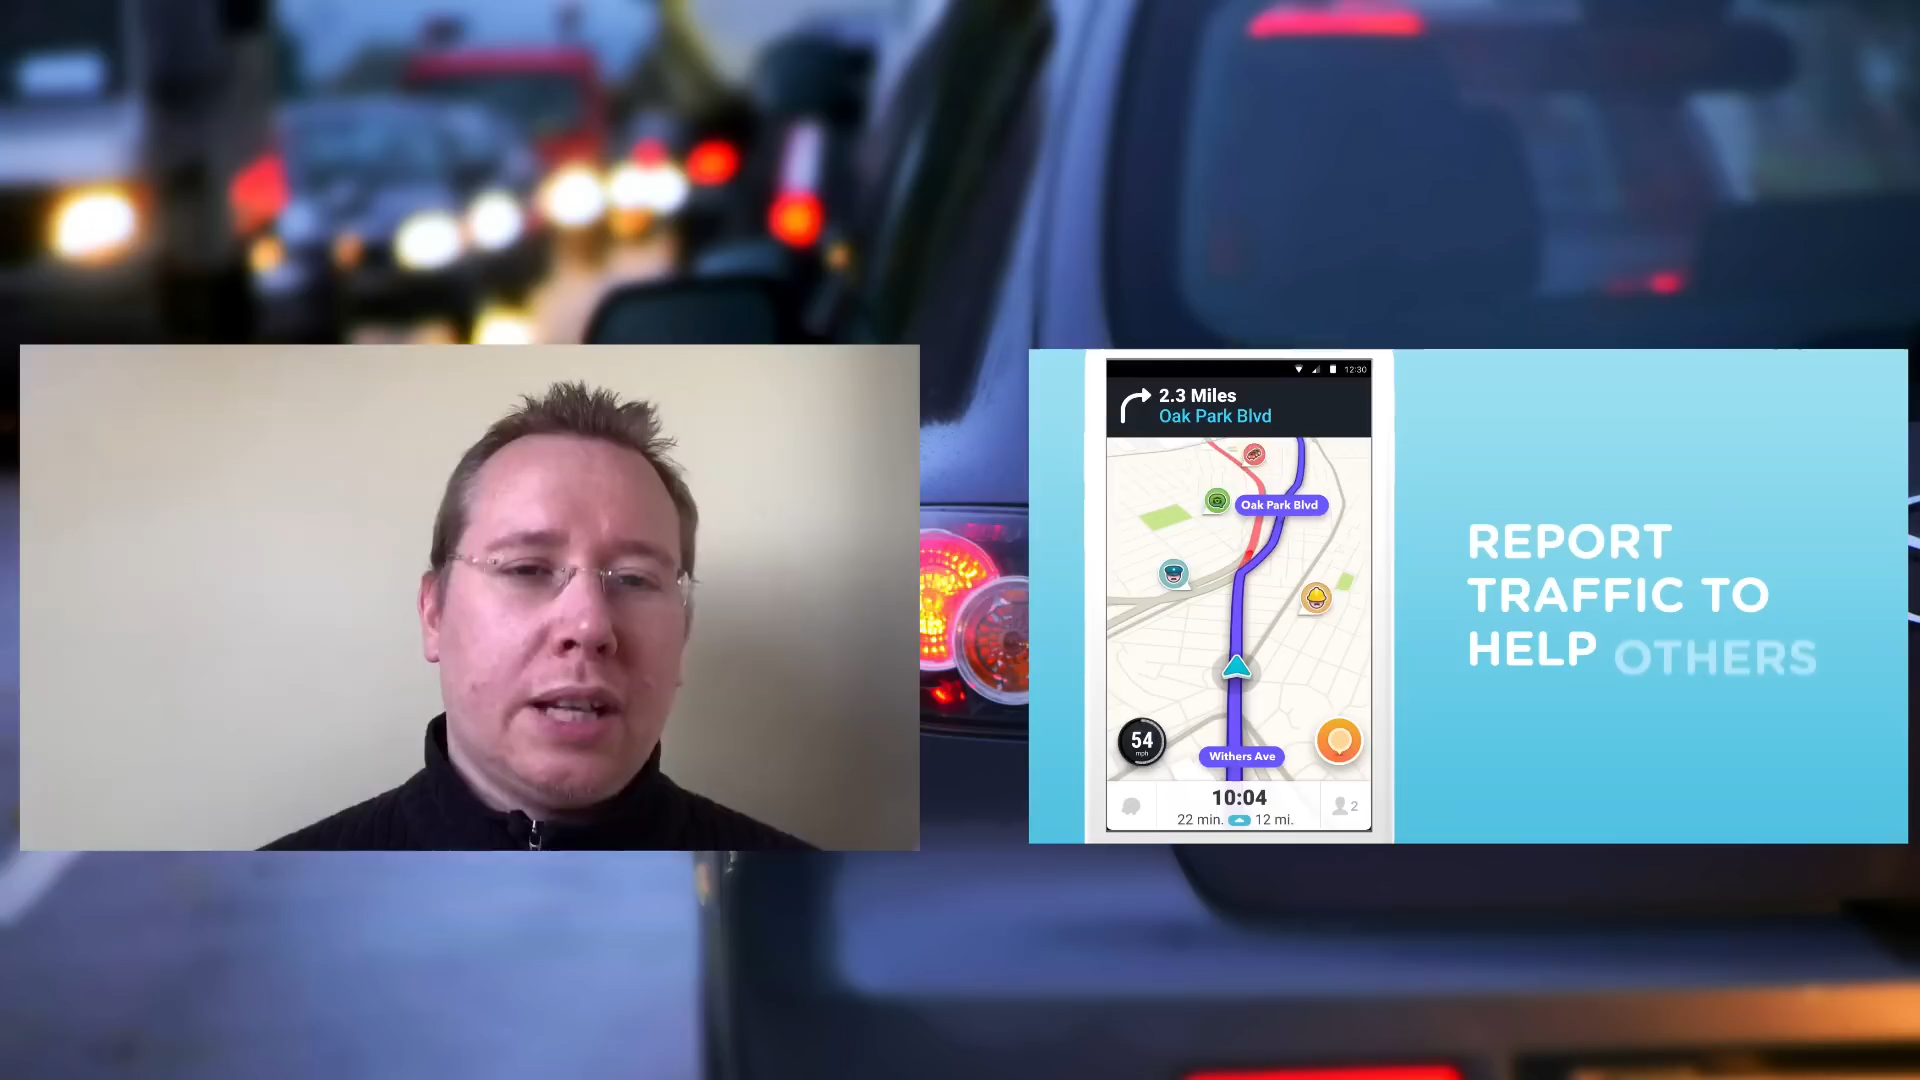 12:30
2.3 Miles
Oak Park Blvd
Oak Park Blvd
REPORT
TRAFFIC TO
HELP OTHERS
54
mph
Withers Ave
10:04
2
22 min. 12 mi.